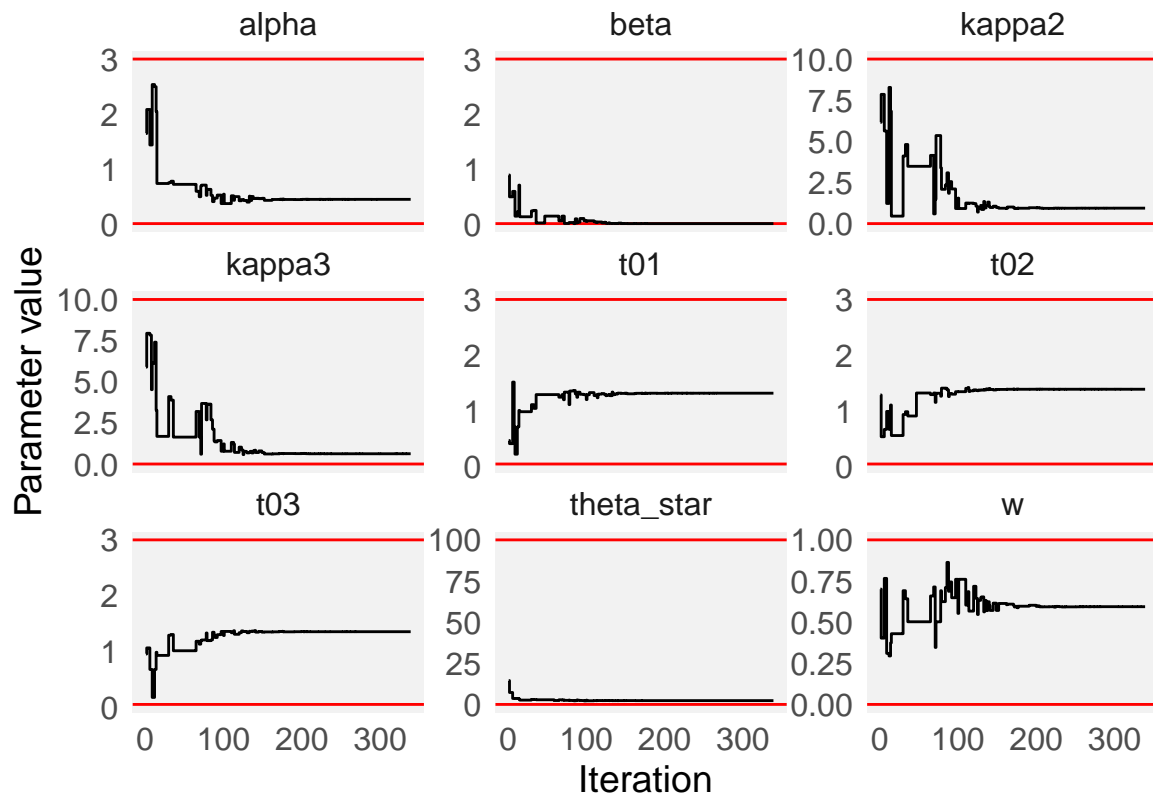 alpha beta kappa2
3 3 10.0
2 2 7.5
5.0
1 1 2.5
0 0 0.0
kappa3 t01 t02
10.0 3 3
7.5 2 2
5.0
2.5 1 1
0.0 0 0
t03 theta_star w
3 100 1.00
2 75 0.75
50 0.50
1 25 0.25
0 0 0.00
0 100 200 300 0 100 200 300 0 100 200 300
Iteration
Parameter value